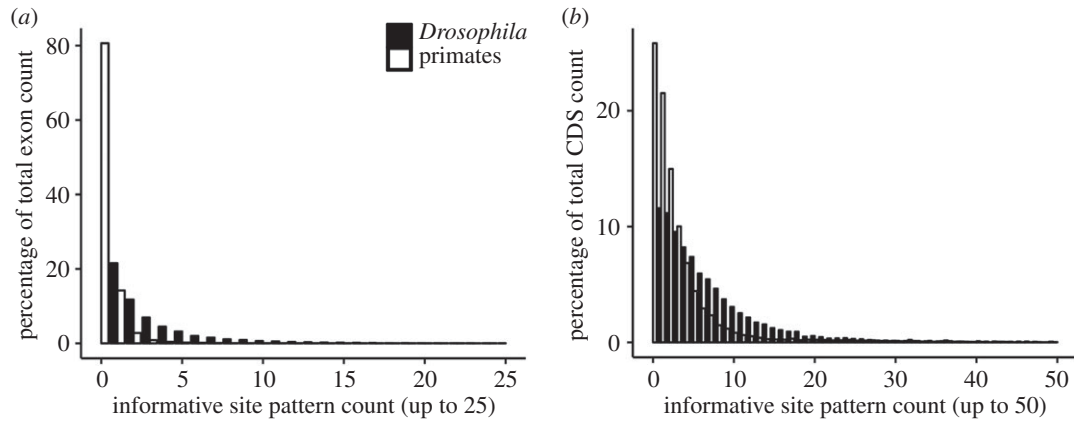 (a)
Drosophila
primates
percentage of total exon count
80
60
40
20
0
0 5 10 15 20 25
informative site pattern count (up to 25)
(b)
percentage of total CDS count
20
10
0
0 10 20 30 40 50
informative site pattern count (up to 50)